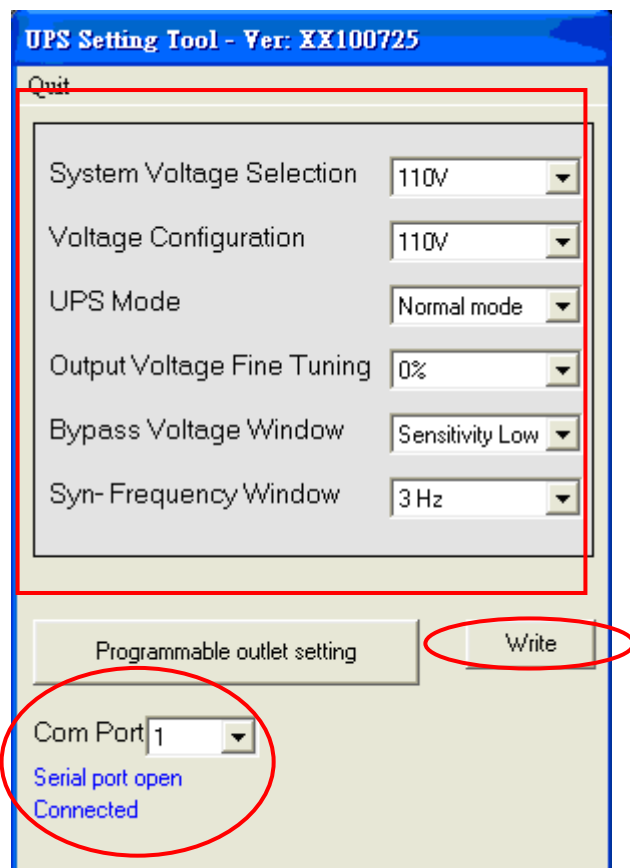 UPS Setting Tool - Ver: XX100725
Quit
System Voltage Selection 110V
Voltage Configuration 110V
UPS Mode Normal mode
Output Voltage Fine Tuning 0%
Bypass Voltage Window Sensitivity Low
Syn- Frequency Window 3 Hz
Programmable outlet setting Write
Com Port 1
Serial port open
Connected